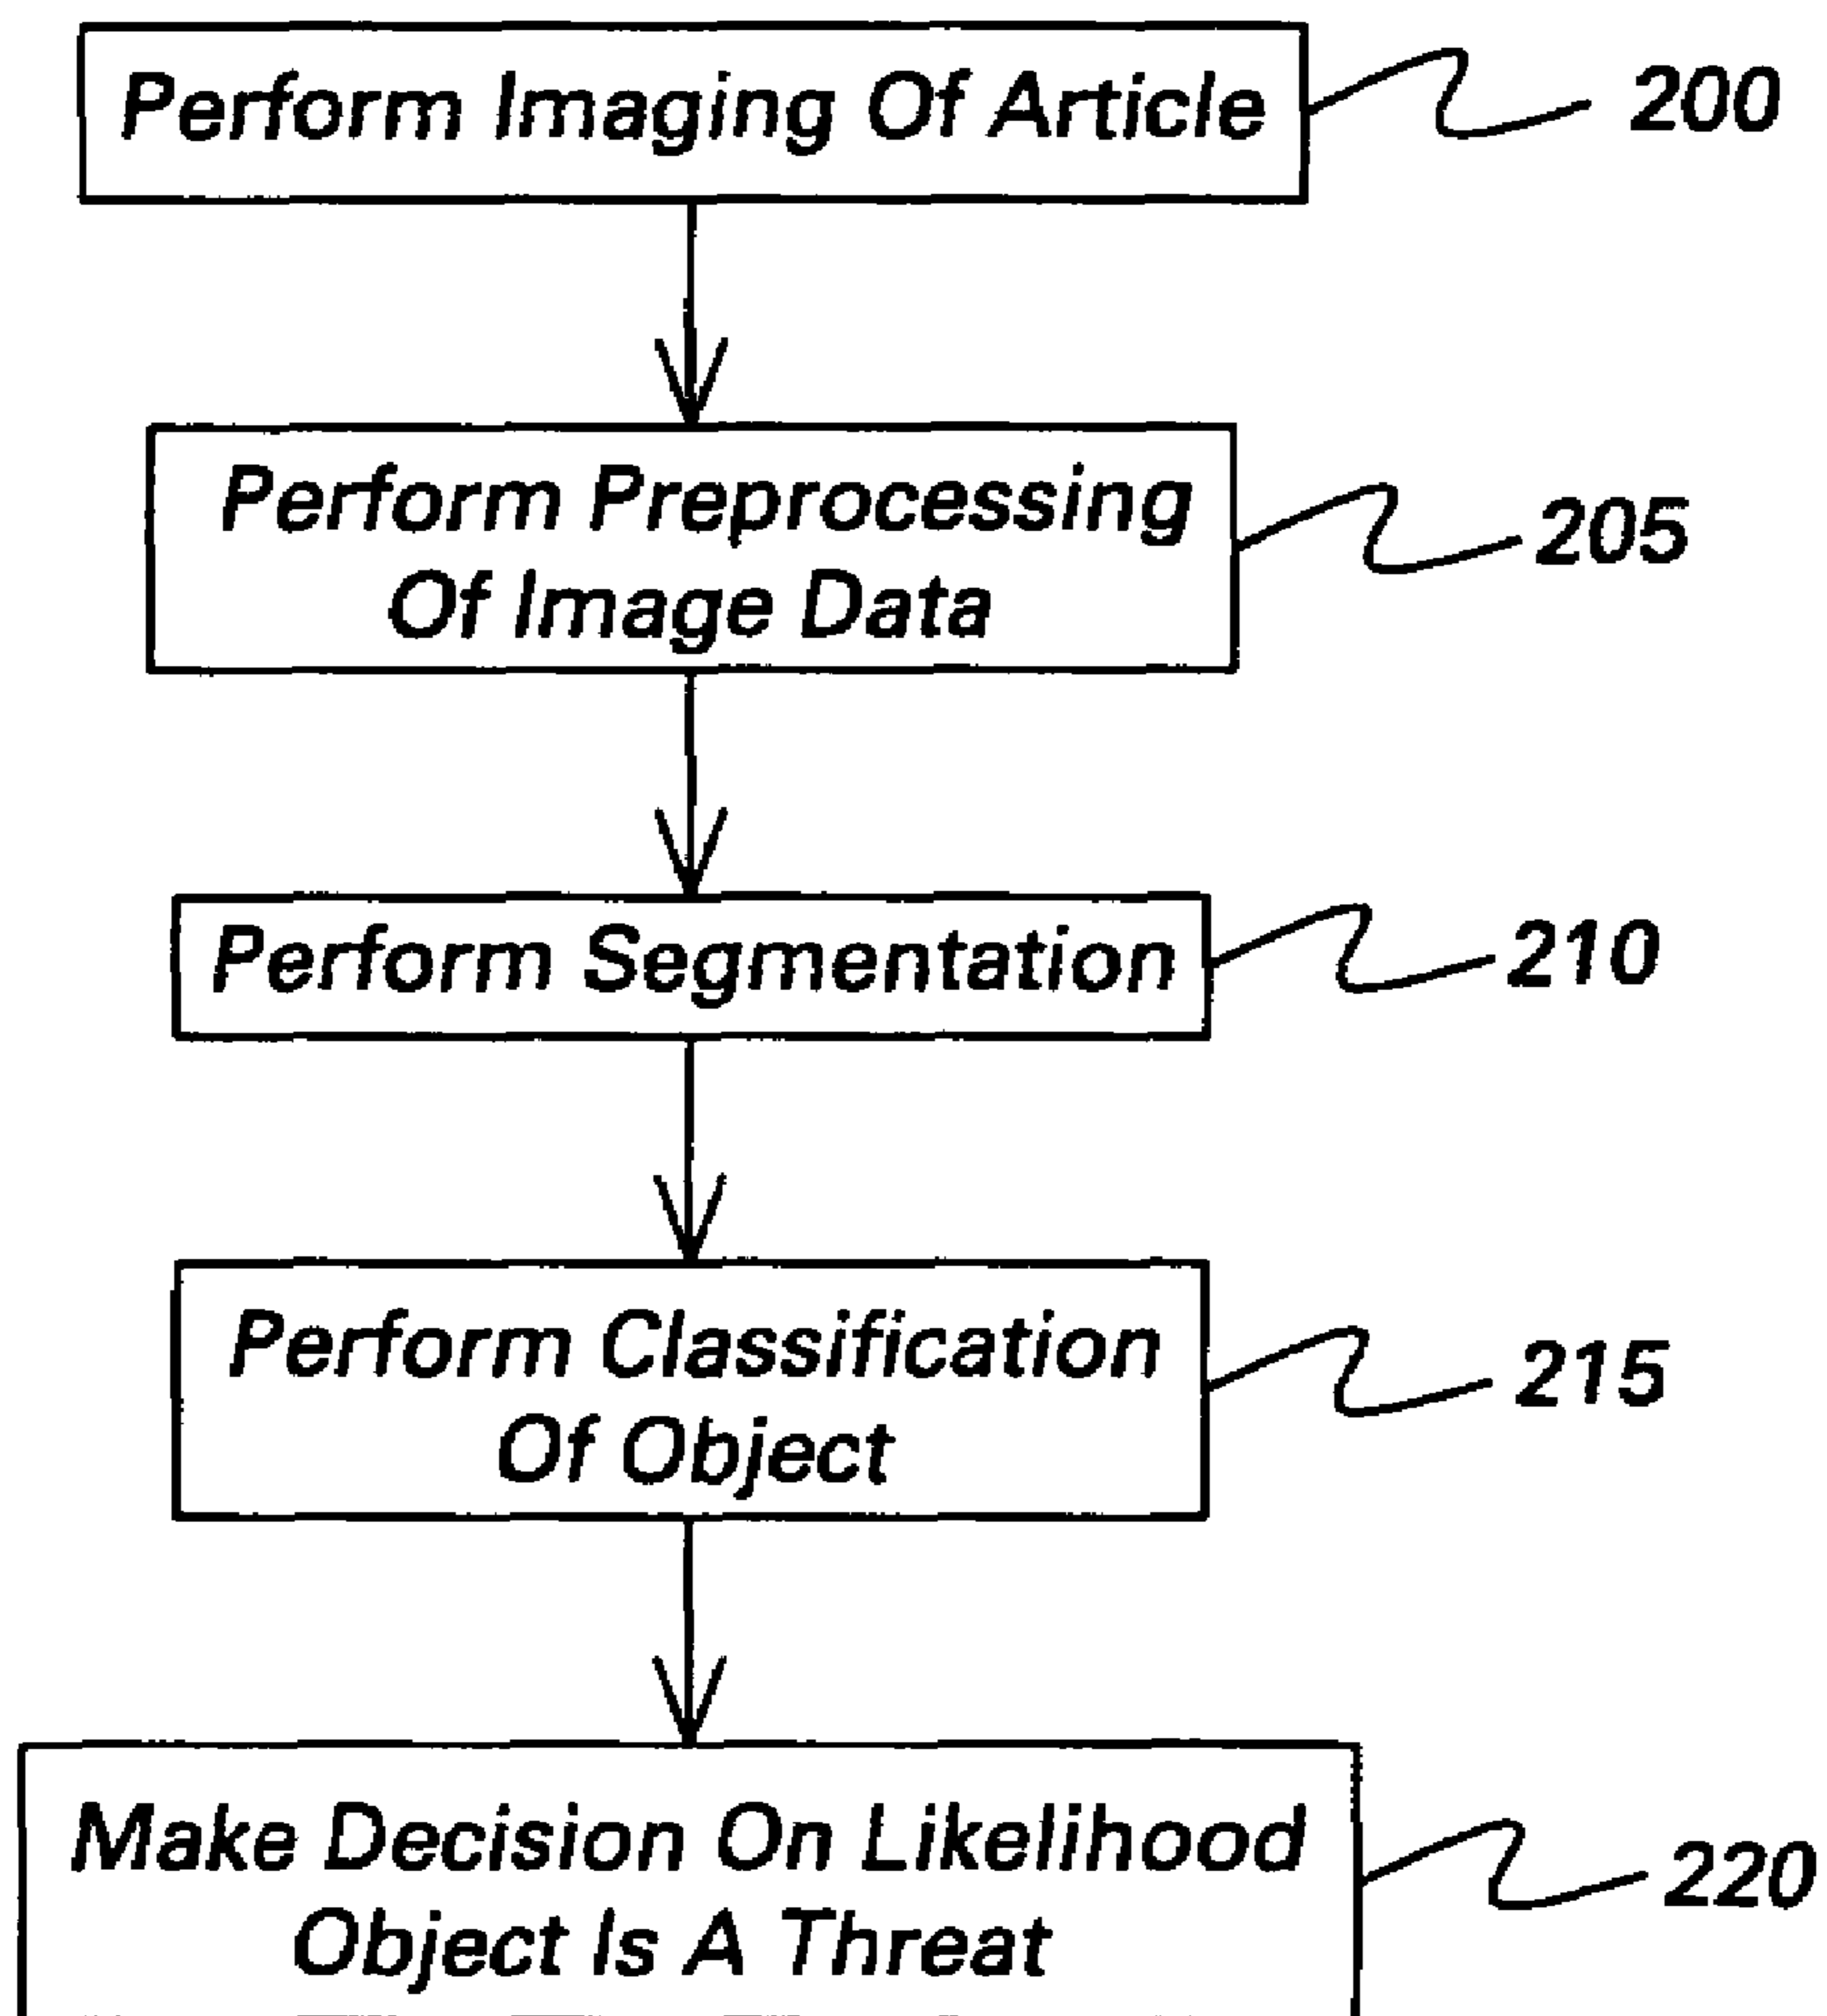 Perform Imaging Of Article
200
Perform Preprocessing
Of Image Data
205
Perform Segmentation
210
Perform Classification
Of Object
215
Make Decision On Likelihood
Object Is A Threat
220